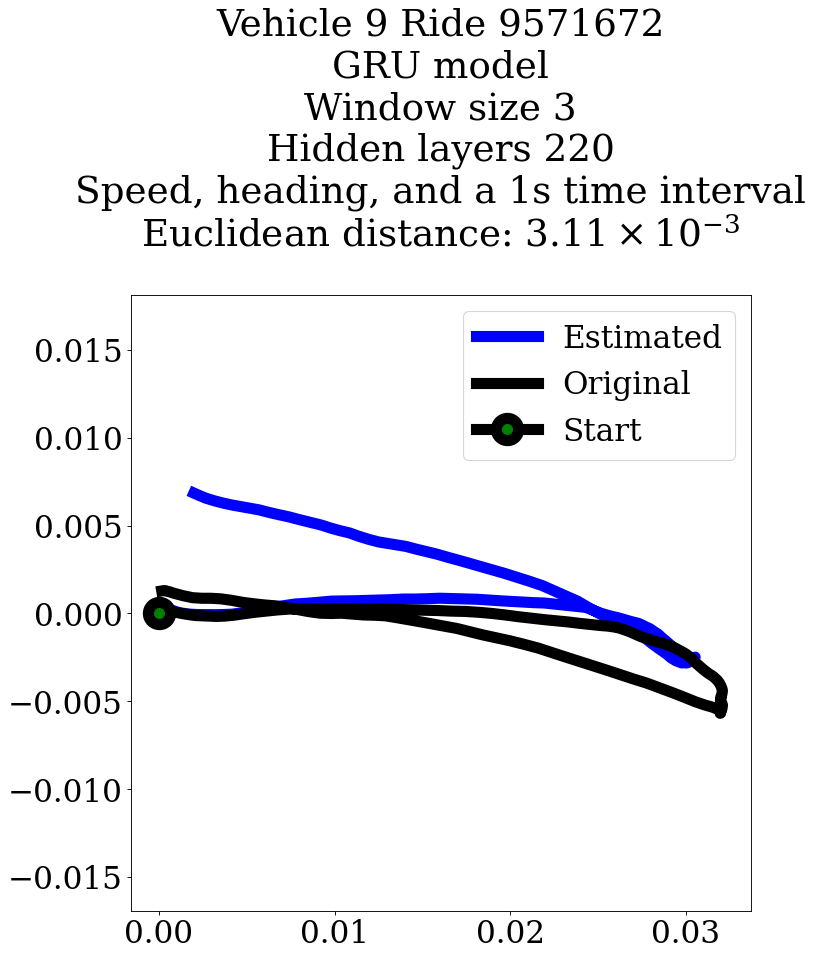 Vehicle 9 Ride 9571672
GRU model
Window size 3
Hidden layers 220
Speed, heading, and a 1s time interval
Euclidean distance: 3.11 × 10⁻³
Estimated
Original
Start
0.015
0.010
0.005
0.000
−0.005
−0.010
−0.015
0.00 0.01 0.02 0.03